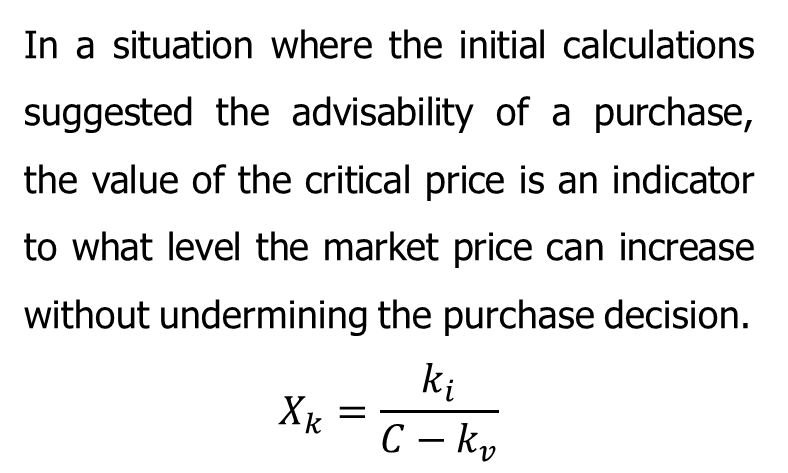 In a situation where the initial calculations
suggested the advisability of a purchase,
the value of the critical price is an indicator
to what level the market price can increase
without undermining the purchase decision.
X_k = \frac{k_i}{C - k_v}